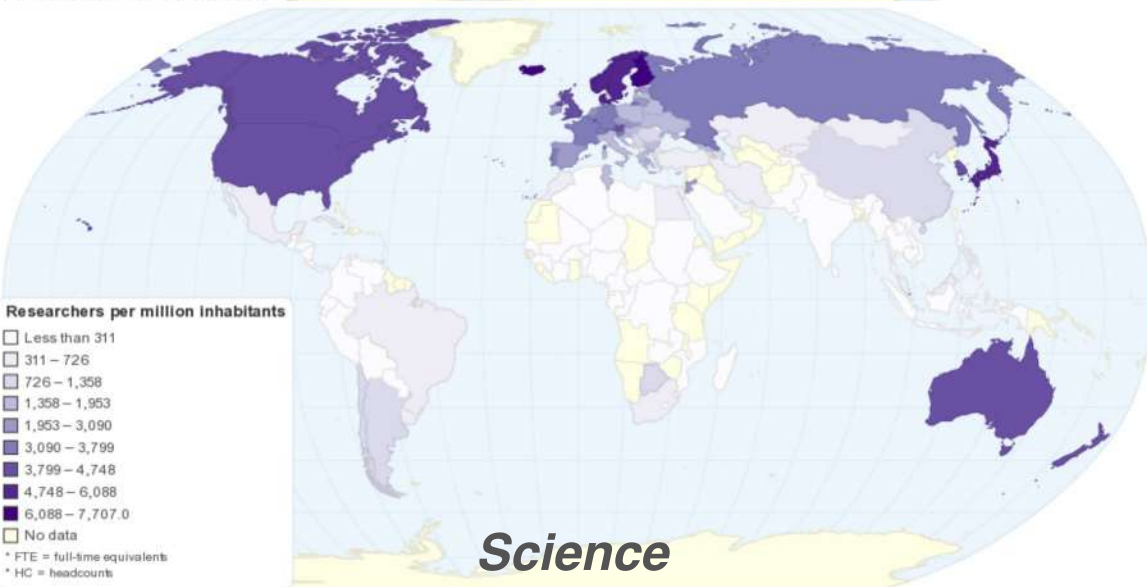 Researchers per million inhabitants
Less than 311
311 – 726
726 – 1,358
1,358 – 1,953
1,953 – 3,090
3,090 – 3,799
3,799 – 4,748
4,748 – 6,088
6,088 – 7,707.0
No data
* FTE = full-time equivalents
* HC = headcounts
Science